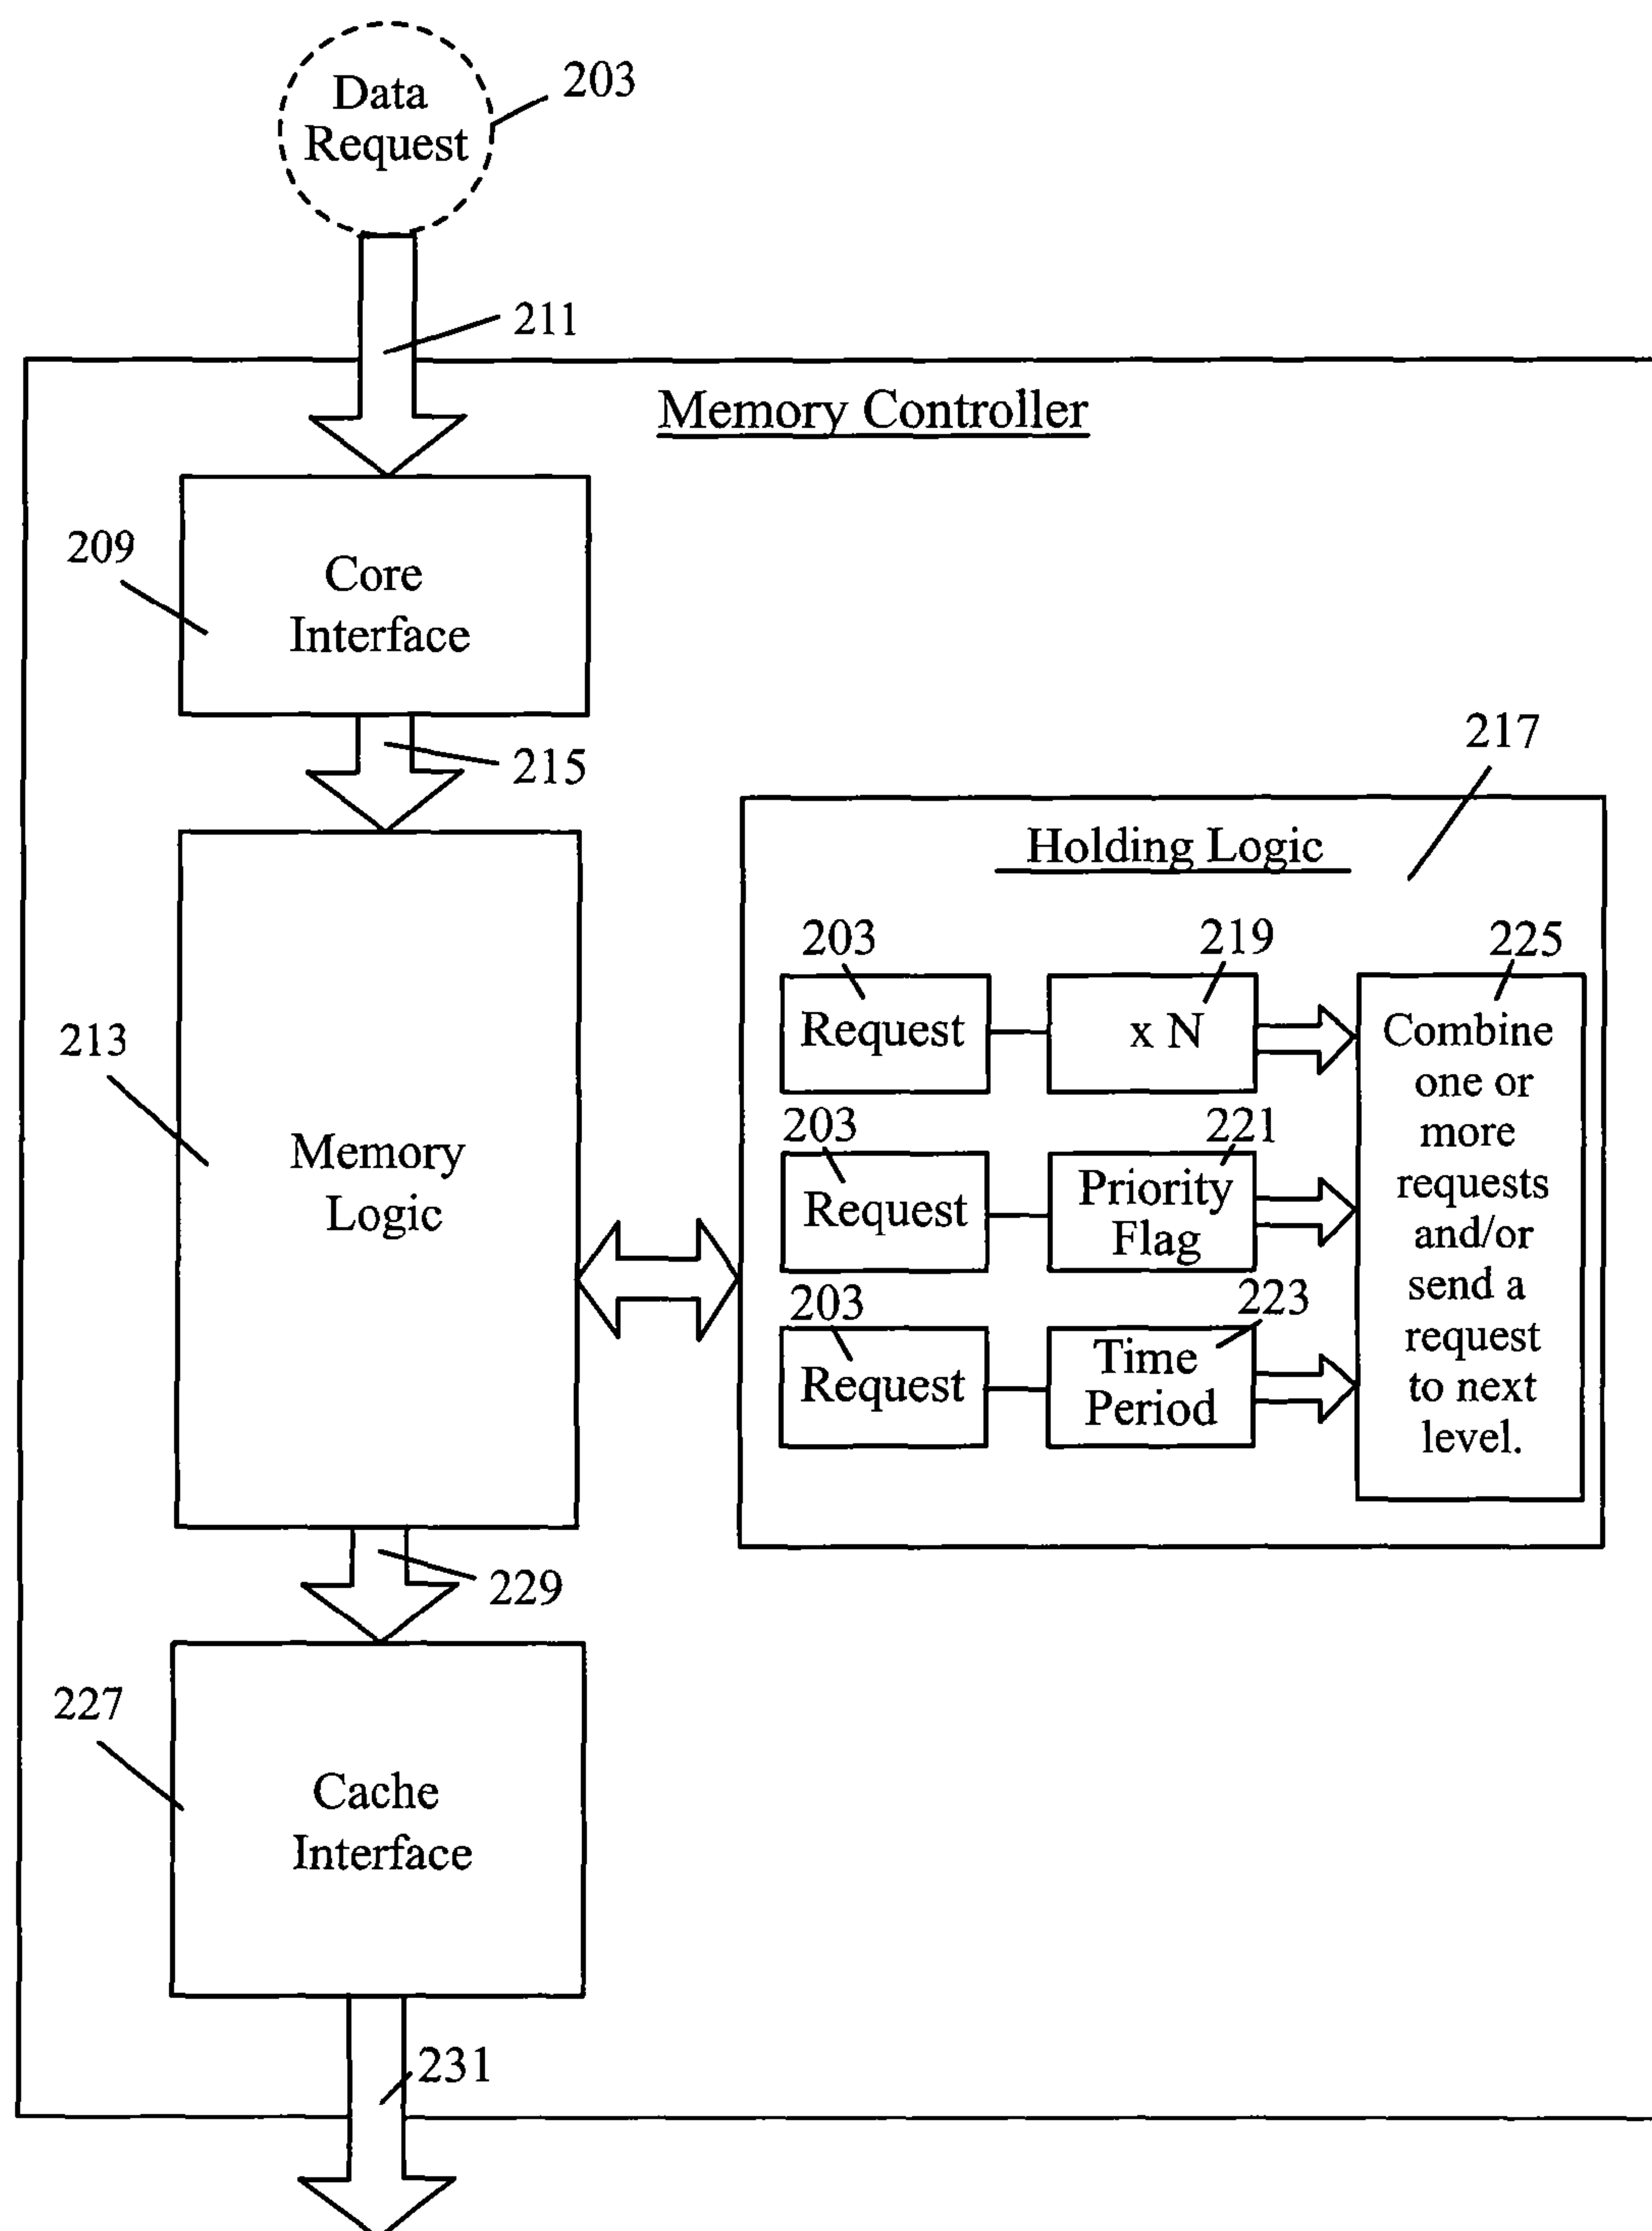 Data
Request
203
211
Memory Controller
209
Core
Interface
215
217
Holding Logic
203
219
225
Request
x N
Combine
one or
more
requests
and/or
send a
request
to next
level.
203
221
Request
Priority
Flag
203
223
Request
Time
Period
213
Memory
Logic
229
227
Cache
Interface
231